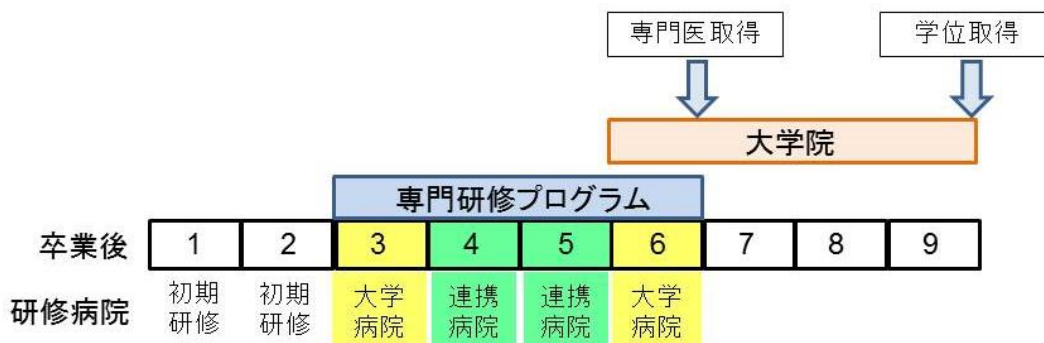 専門医取得 学位取得
大学院
専門研修プログラム
卒業後 1 2 3 4 5 6 7 8 9
研修病院 初期 初期 大学 連携 連携 大学
研修 研修 病院 病院 病院 病院